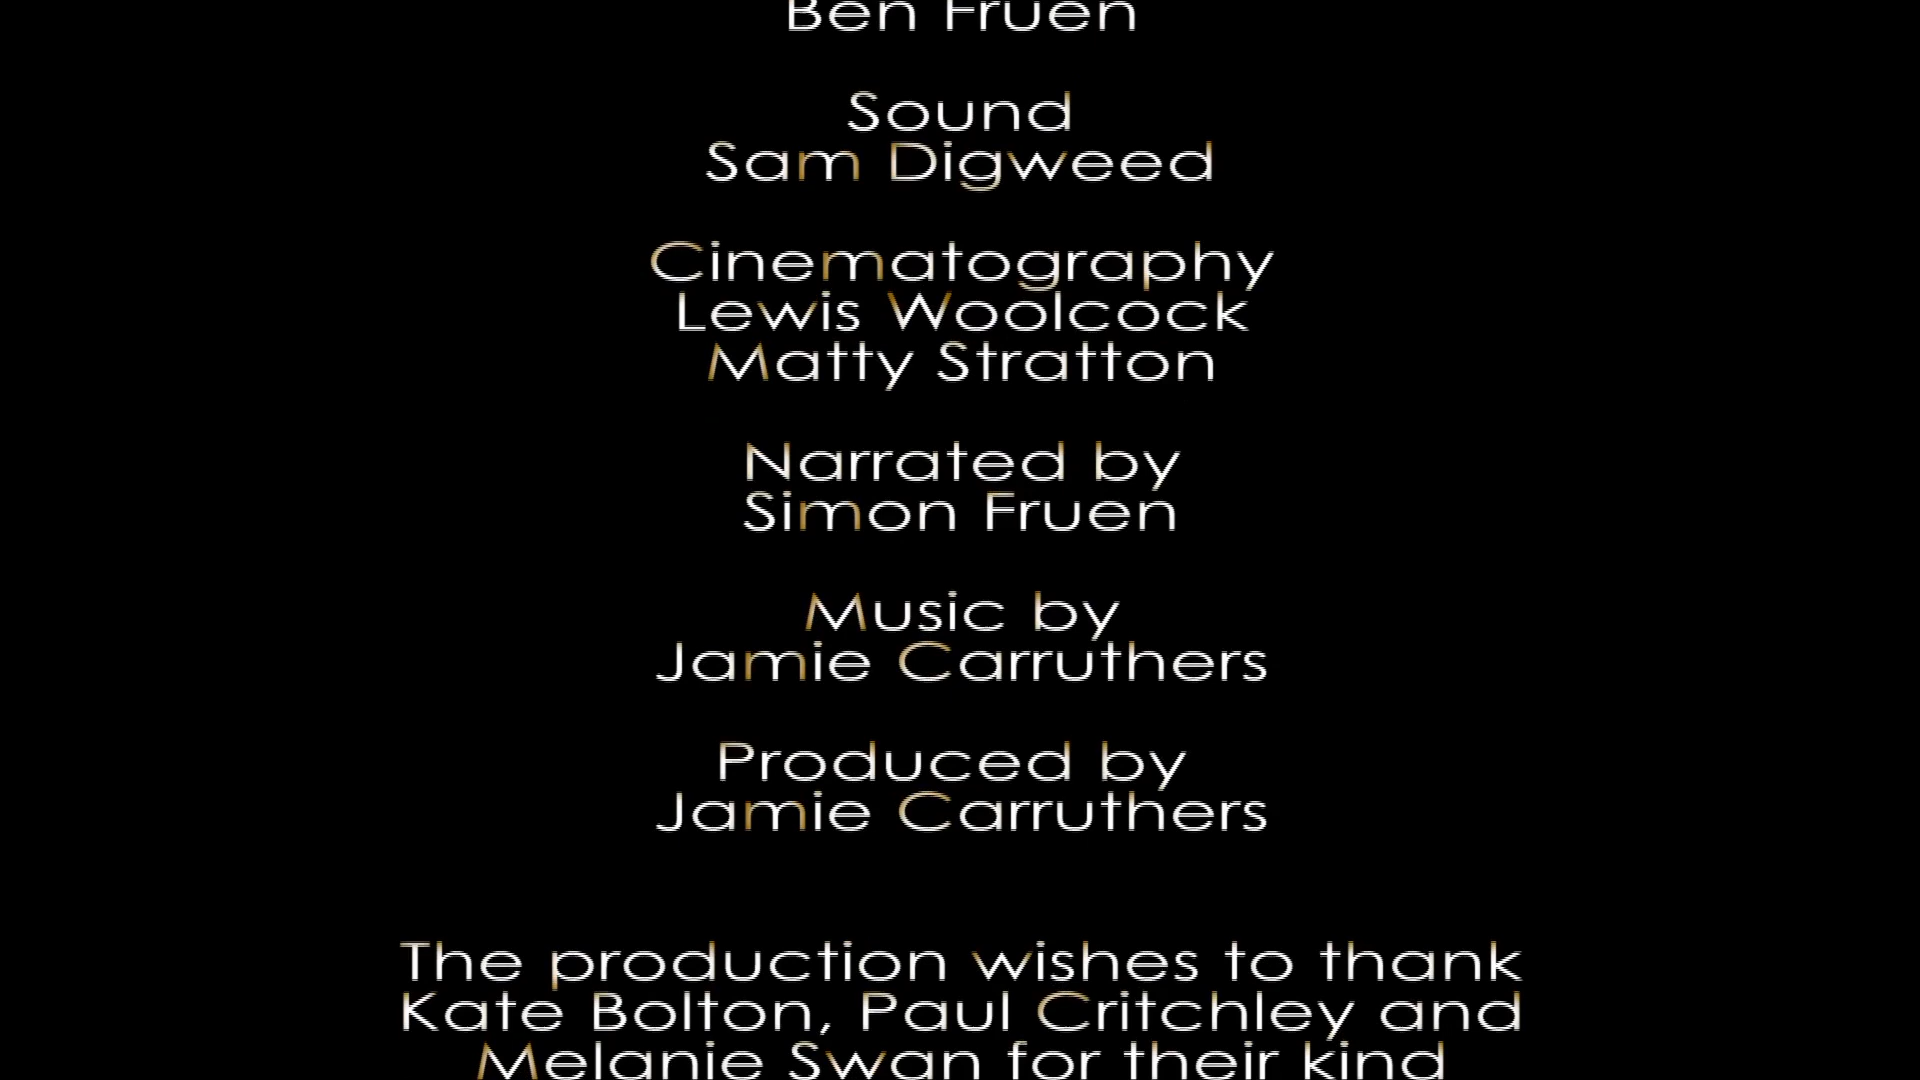 Ben Fruen
Sound
Sam Digweed
Cinematography
Lewis Woolcock
Matty Stratton
Narrated by
Simon Fruen
Music by
Jamie Carruthers
Produced by
Jamie Carruthers
The production wishes to thank
Kate Bolton, Paul Critchley and
Melanie Swan for their kind